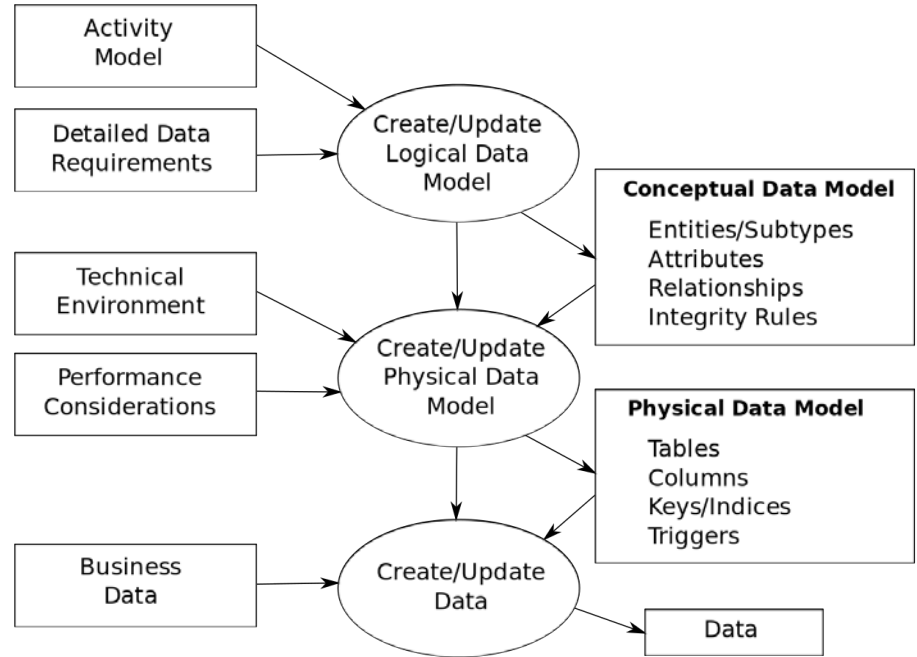 Activity
Model
Detailed Data
Requirements
Create/Update
Logical Data
Model
Conceptual Data Model
Entities/Subtypes
Attributes
Relationships
Integrity Rules
Technical
Environment
Performance
Considerations
Create/Update
Physical Data
Model
Physical Data Model
Tables
Columns
Keys/Indices
Triggers
Business
Data
Create/Update
Data
Data